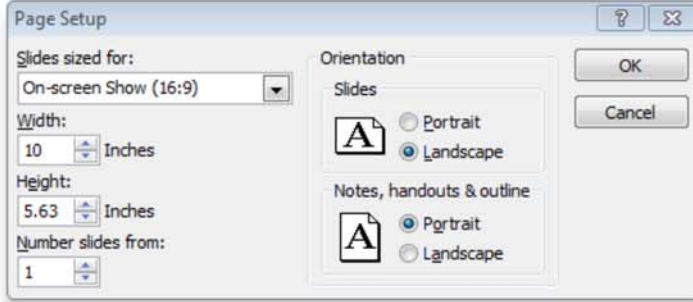 Page Setup
Slides sized for:
On-screen Show (16:9)
Width:
10 Inches
Height:
5.63 Inches
Number slides from:
1
Orientation
Slides
A
Portrait
Landscape
Notes, handouts & outline
A
Portrait
Landscape
OK
Cancel